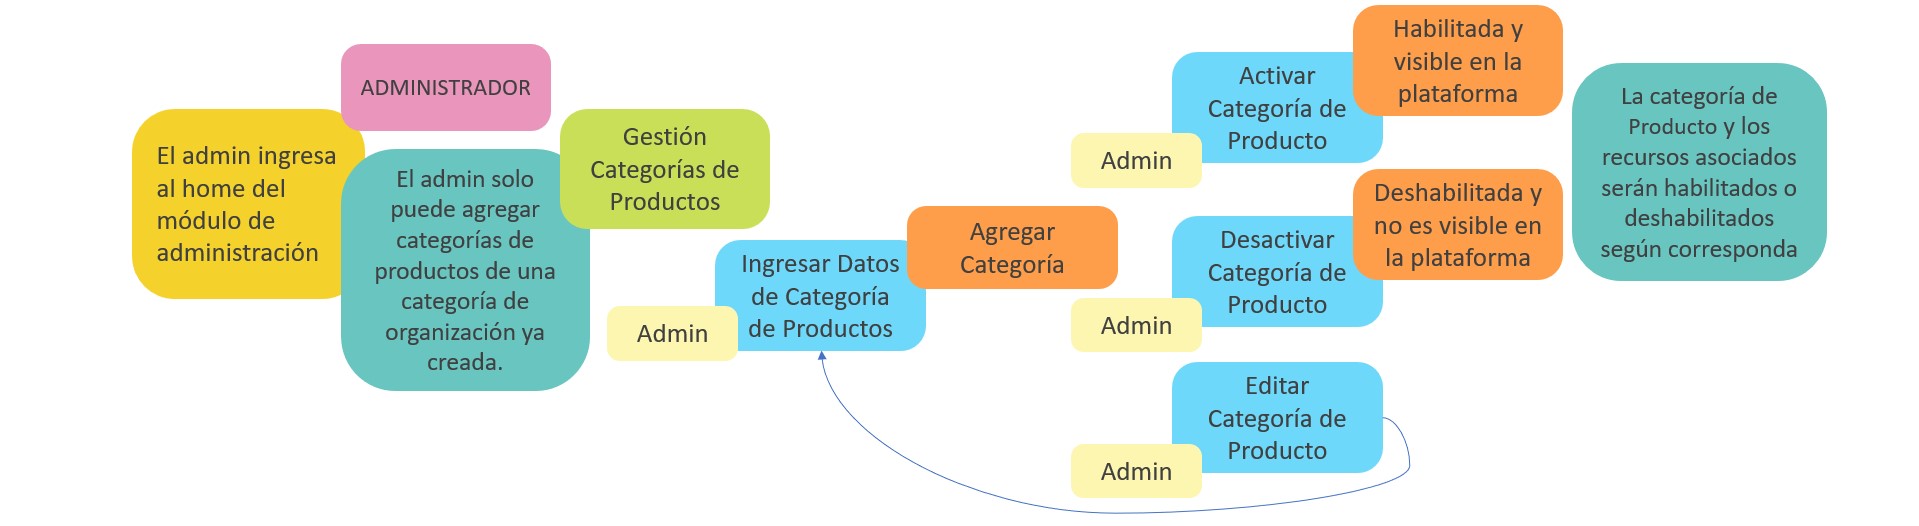 El admin ingresa
al home del
módulo de
administración
ADMINISTRADOR
El admin solo
puede agregar
categorías de
productos de una
categoría de
organización ya
creada.
Gestión
Categorías de
Productos
Admin
Ingresar Datos
de Categoría
de Productos
Agregar
Categoría
Admin
Activar
Categoría de
Producto
Habilitada y
visible en la
plataforma
Admin
Desactivar
Categoría de
Producto
Deshabilitada y
no es visible en
la plataforma
Admin
Editar
Categoría de
Producto
La categoría de
Producto y los
recursos asociados
serán habilitados o
deshabilitados
según corresponda